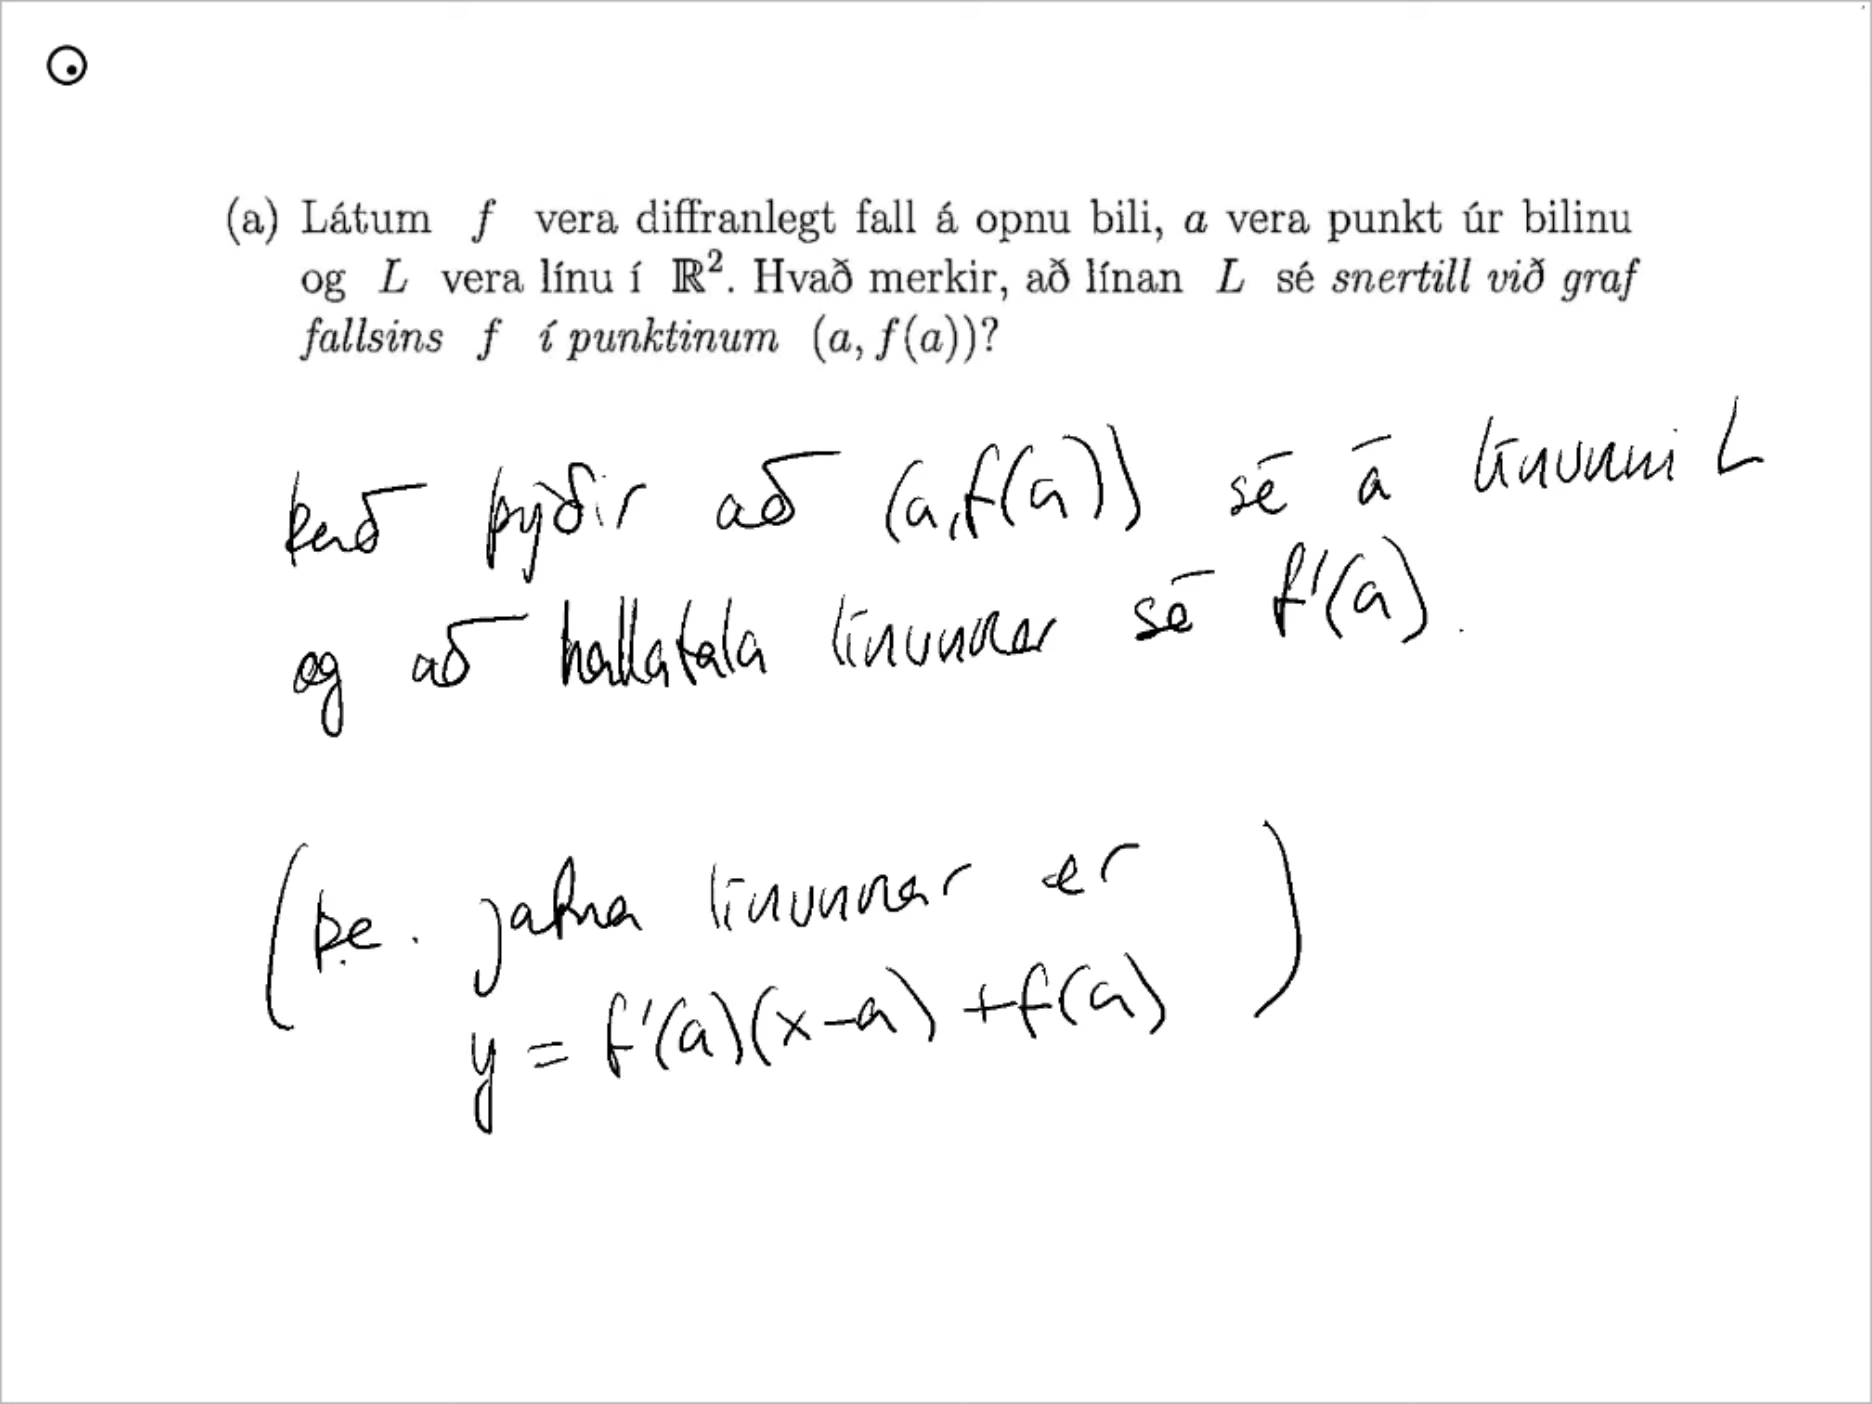 (a) Látum f vera diffranlegt fall á opnu bili, a vera punkt úr bilinu
og L vera línu í ℝ². Hvað merkir, að línan L sé snertill við graf
fallsins f í punktinum (a, f(a))?
það þýðir að (a, f(a)) sé á línunni L
og að hallatala línunnar sé f'(a).
(þ.e. jafna línunnar er
y = f'(a)(x-a) + f(a))